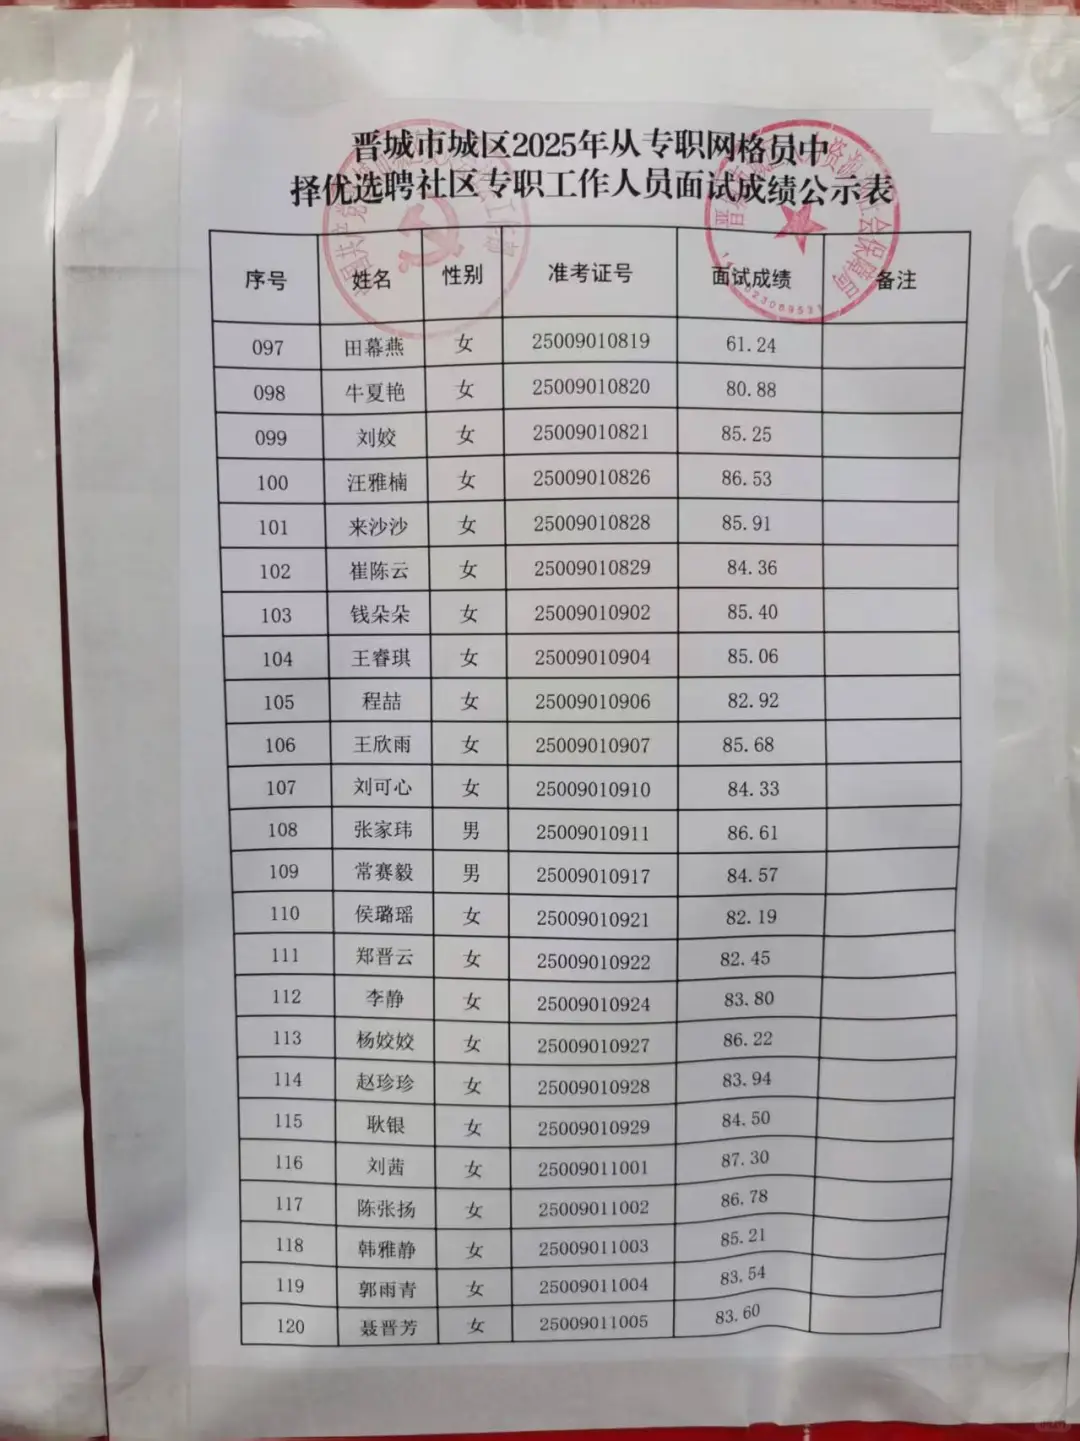 晋城市城区2025年从专职网格员中
择优选聘社区专职工作人员面试成绩公示表
序号 姓名 性别 准考证号 面试成绩 备注
097 田幕燕 女 25009010819 61.24
098 牛夏艳 女 25009010820 80.88
099 刘姣 女 25009010821 85.25
100 汪雅楠 女 25009010826 86.53
101 来沙沙 女 25009010828 85.91
102 崔陈云 女 25009010829 84.36
103 钱朵朵 女 25009010902 85.40
104 王睿琪 女 25009010904 85.06
105 程喆 女 25009010906 82.92
106 王欣雨 女 25009010907 85.68
107 刘可心 女 25009010910 84.33
108 张家玮 男 25009010911 86.61
109 常赛毅 男 25009010917 84.57
110 侯璐瑶 女 25009010921 82.19
111 郑晋云 女 25009010922 82.45
112 李静 女 25009010924 83.80
113 杨姣姣 女 25009010927 86.22
114 赵珍珍 女 25009010928 83.94
115 耿银 女 25009010929 84.50
116 刘茜 女 25009011001 87.30
117 陈张扬 女 25009011002 86.78
118 韩雅静 女 25009011003 85.21
119 郭雨青 女 25009011004 83.54
120 聂晋芳 女 25009011005 83.60